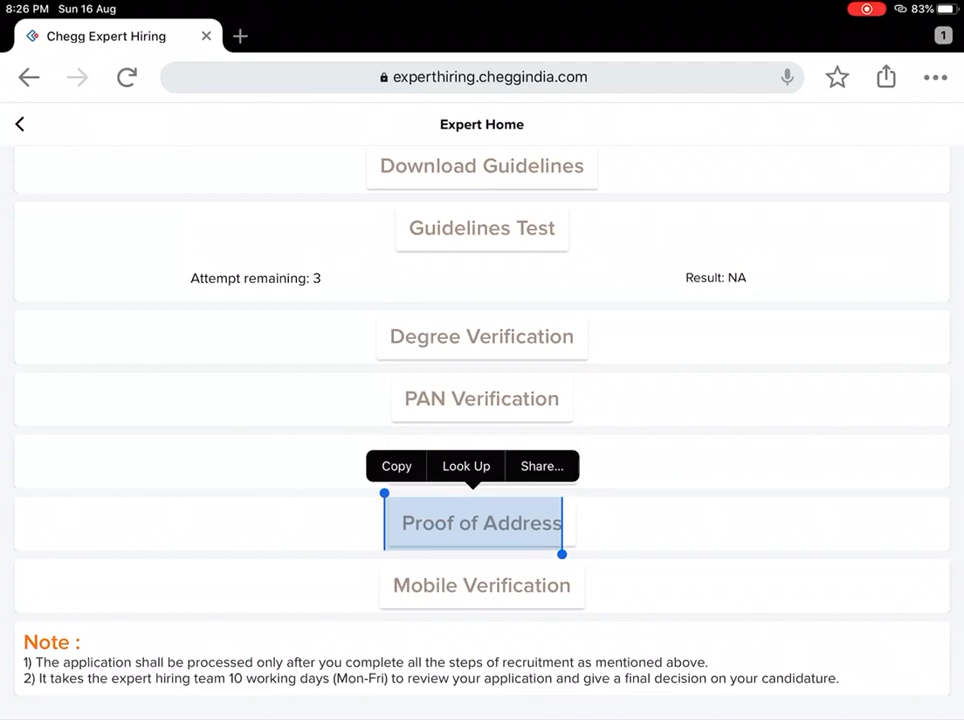 8:26 PM Sun 16 Aug 83%
Chegg Expert Hiring 1
experthiring.cheggindia.com
Expert Home
Download Guidelines
Guidelines Test
Attempt remaining: 3 Result: NA
Degree Verification
PAN Verification
Copy Look Up Share...
Proof of Address
Mobile Verification
Note :
1) The application shall be processed only after you complete all the steps of recruitment as mentioned above.
2) It takes the expert hiring team 10 working days (Mon-Fri) to review your application and give a final decision on your candidature.